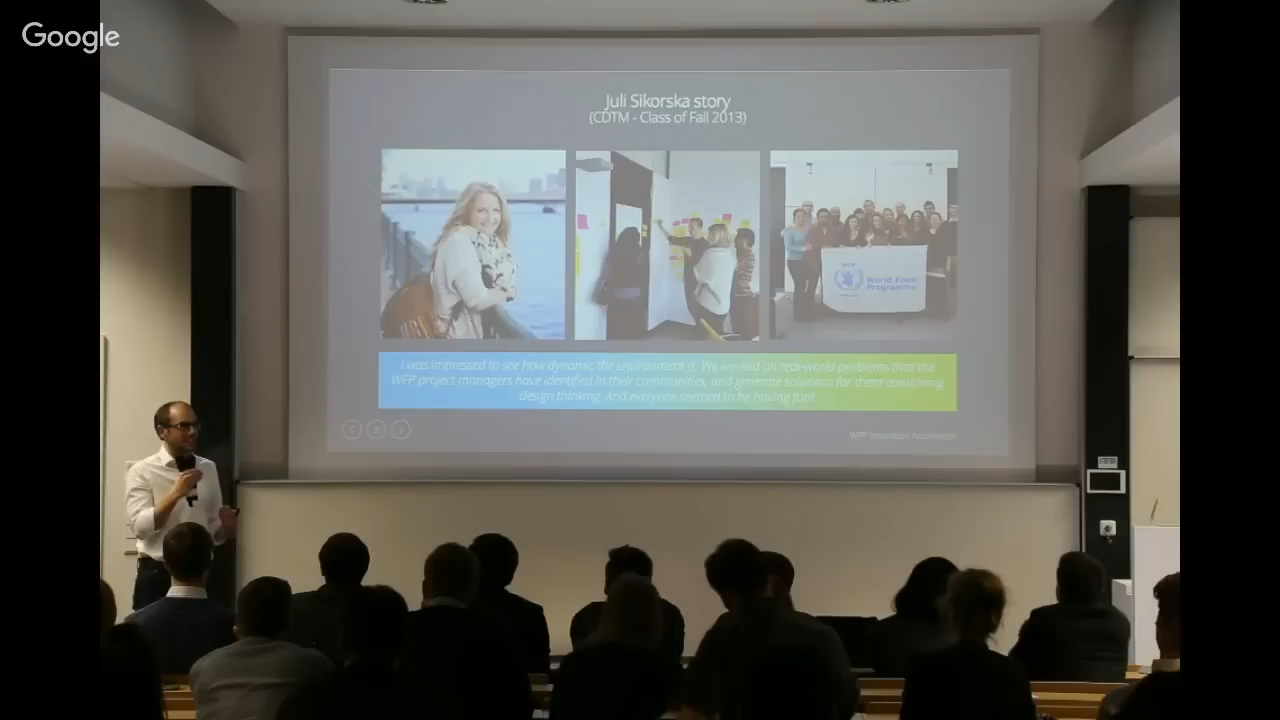 Google
Juli Sikorska story
(CDTM - Class of Fall 2013)
World Food
Programme
I was impressed to see how dynamic the environment is. We worked on real-world problems that the
WFP project managers have identified in their communities, and generate solutions for them combining
design thinking. And everyone seemed to be having fun!
3
WFP Innovation Accelerator